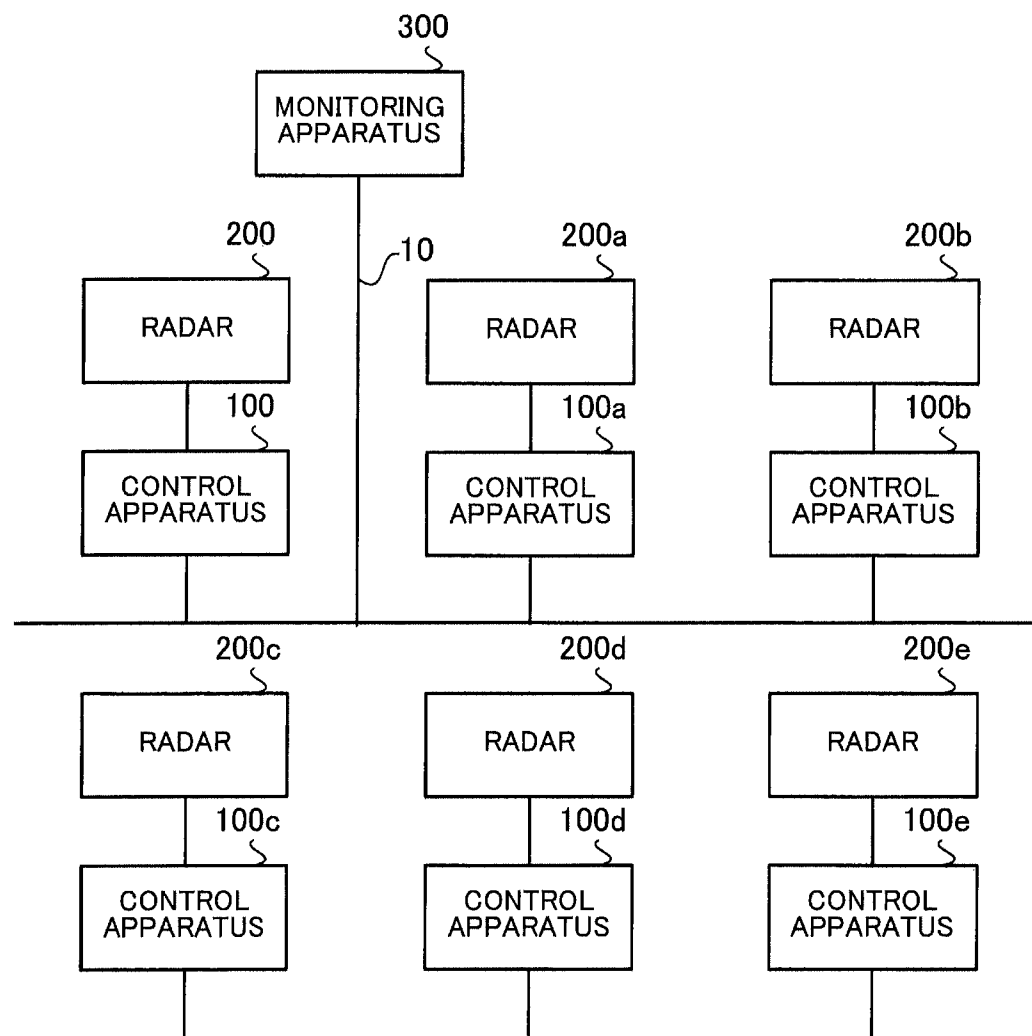 300
MONITORING
APPARATUS
200
10
200a
200b
RADAR
RADAR
RADAR
100
100a
100b
CONTROL
APPARATUS
CONTROL
APPARATUS
CONTROL
APPARATUS
200c
200d
200e
RADAR
RADAR
RADAR
100c
100d
100e
CONTROL
APPARATUS
CONTROL
APPARATUS
CONTROL
APPARATUS